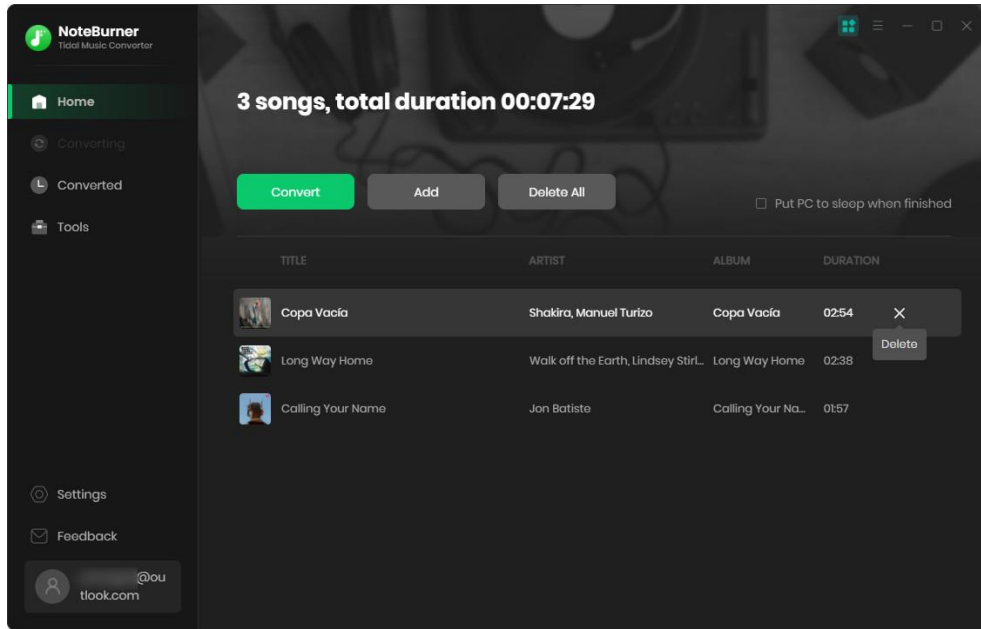 NoteBurner
Tidal Music Converter
Home
Converting
Converted
Tools
Settings
Feedback
@ou
tlook.com
3 songs, total duration 00:07:29
Convert Add Delete All
Put PC to sleep when finished
TITLE ARTIST ALBUM DURATION
Copa Vacía Shakira, Manuel Turizo Copa Vacía 02:54
Delete
Long Way Home Walk off the Earth, Lindsey Stirl... Long Way Home 02:38
Calling Your Name Jon Batiste Calling Your Na... 01:57